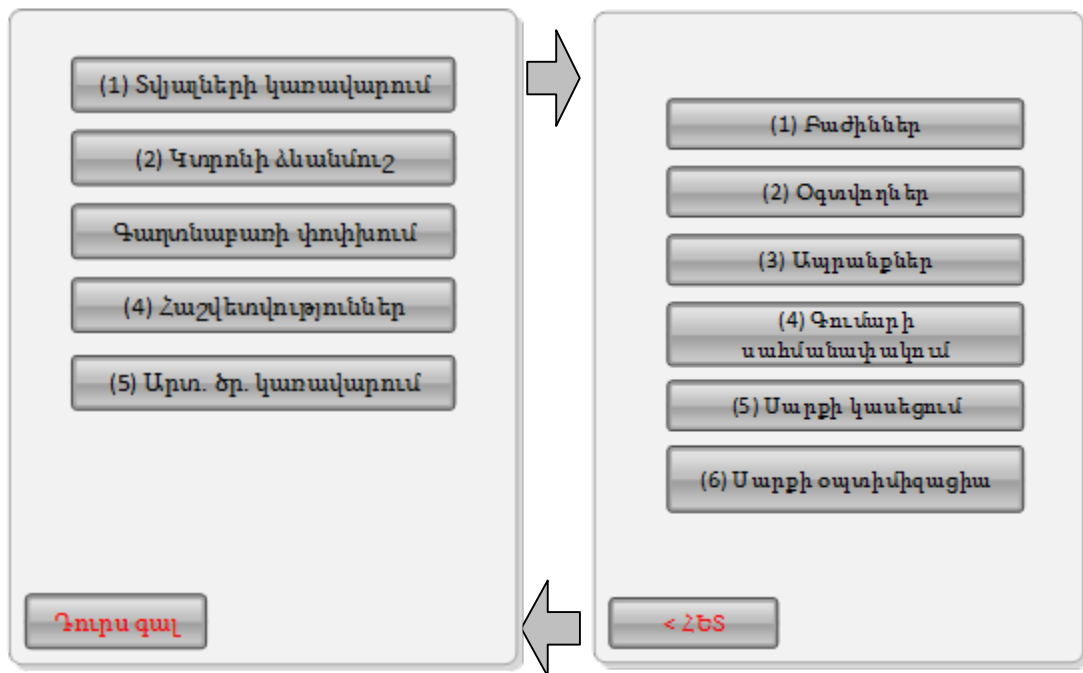 (1) Տվյալների կառավարում
(2) Կտրոնի ձևանմուշ
Գաղտնաբառի փոփխում
(4) Հաշվետվություններ
(5) Արտ. ծր. կառավարում
Դուրս գալ
(1) Բաժիններ
(2) Օգտվողներ
(3) Ապրանքներ
(4) Գումարի
սահմանափակում
(5) Սարքի կասեցում
(6) Սարքի օպտիմիզացիա
< ՀԵՏ